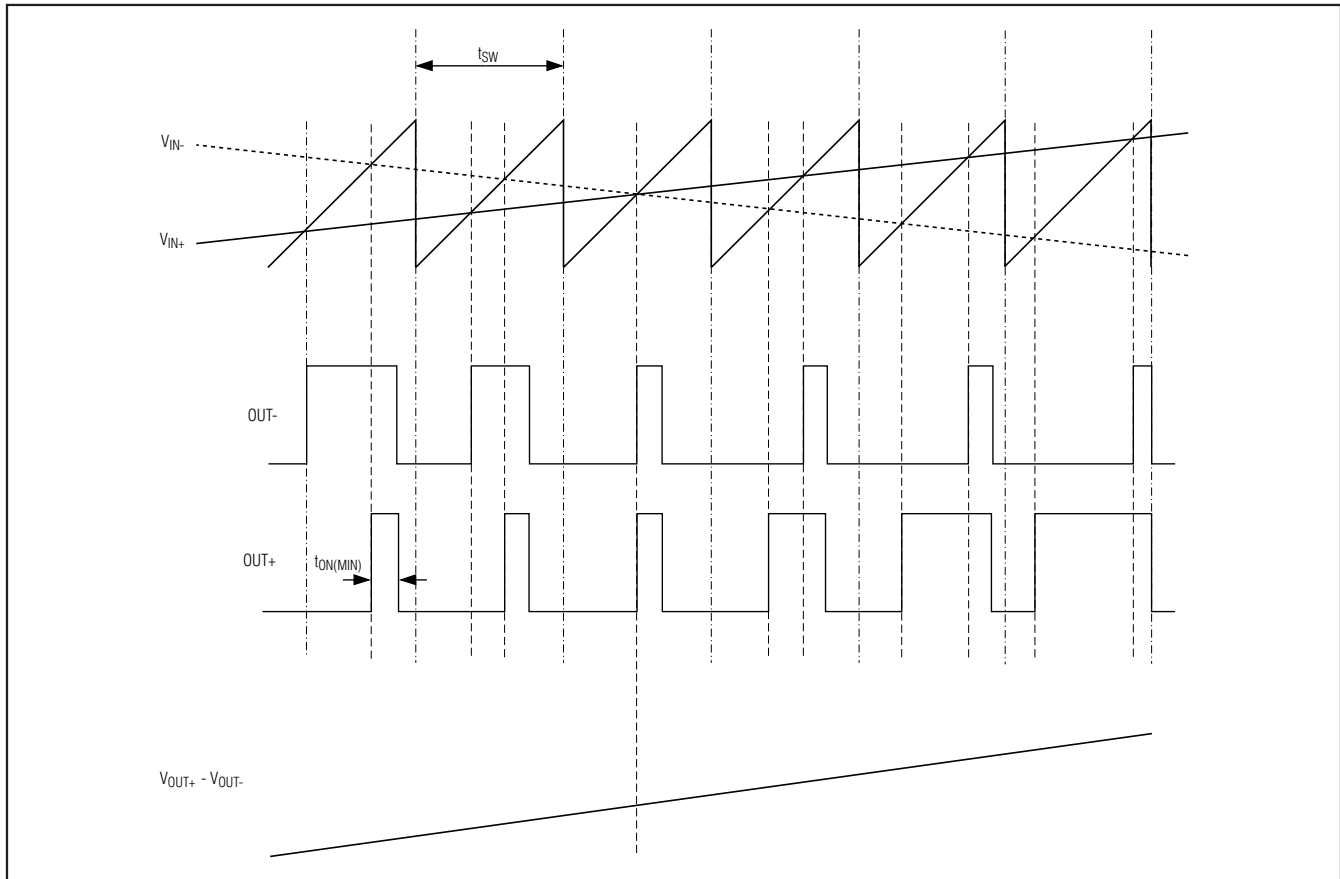 tSW
VIN-
VIN+
OUT-
OUT+
tON(MIN)
VOUT+ - VOUT-